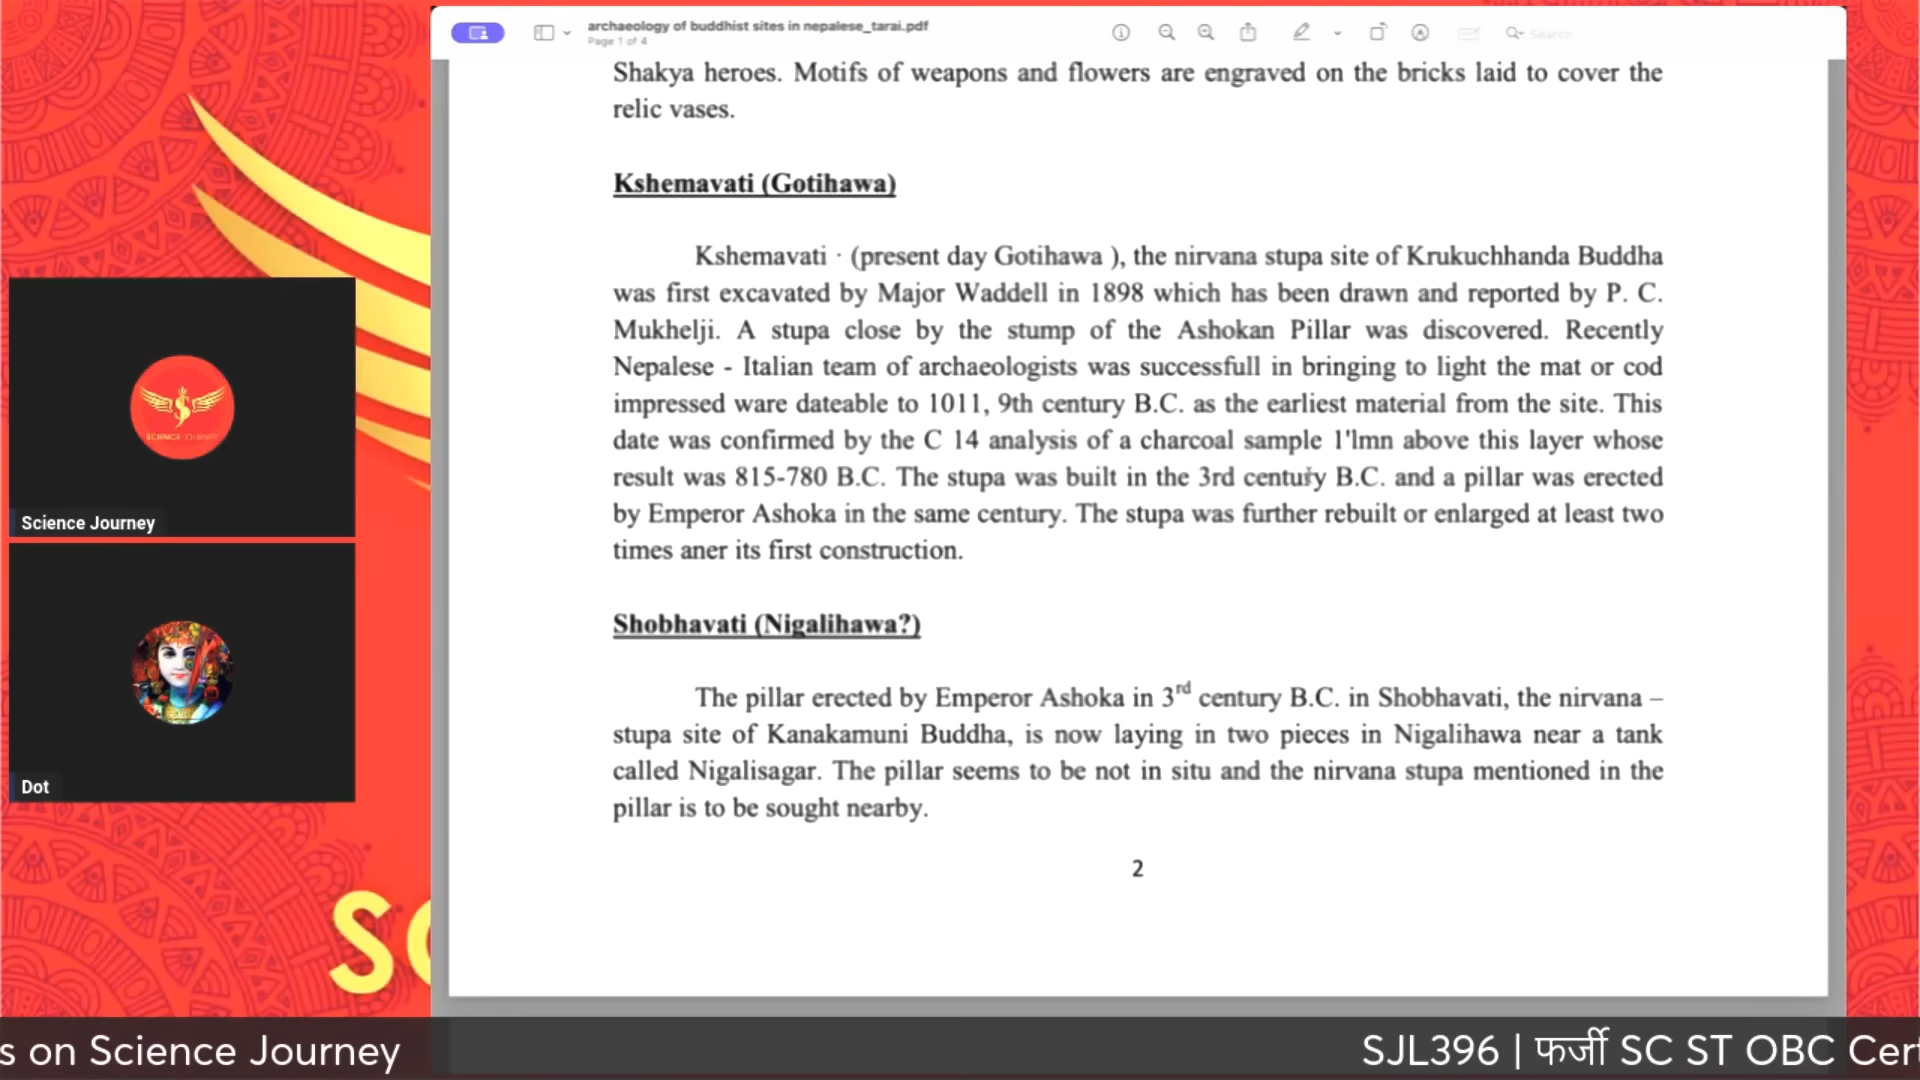 archaeology of buddhist sites in nepalese_tarai.pdf
Page 1 of 4
Search
Shakya heroes. Motifs of weapons and flowers are engraved on the bricks laid to cover the
relic vases.
Kshemavati (Gotihawa)
Kshemavati · (present day Gotihawa ), the nirvana stupa site of Krukuchhanda Buddha
was first excavated by Major Waddell in 1898 which has been drawn and reported by P. C.
Mukhelji. A stupa close by the stump of the Ashokan Pillar was discovered. Recently
Nepalese - Italian team of archaeologists was successfull in bringing to light the mat or cod
impressed ware dateable to 1011, 9th century B.C. as the earliest material from the site. This
date was confirmed by the C 14 analysis of a charcoal sample 1'lmn above this layer whose
result was 815-780 B.C. The stupa was built in the 3rd century B.C. and a pillar was erected
by Emperor Ashoka in the same century. The stupa was further rebuilt or enlarged at least two
times aner its first construction.
Shobhavati (Nigalihawa?)
The pillar erected by Emperor Ashoka in 3rd century B.C. in Shobhavati, the nirvana –
stupa site of Kanakamuni Buddha, is now laying in two pieces in Nigalihawa near a tank
called Nigalisagar. The pillar seems to be not in situ and the nirvana stupa mentioned in the
pillar is to be sought nearby.
2
SCIENCE JOURNEY
Science Journey
Dot
s on Science Journey
SJL396 | फर्जी SC ST OBC Cert